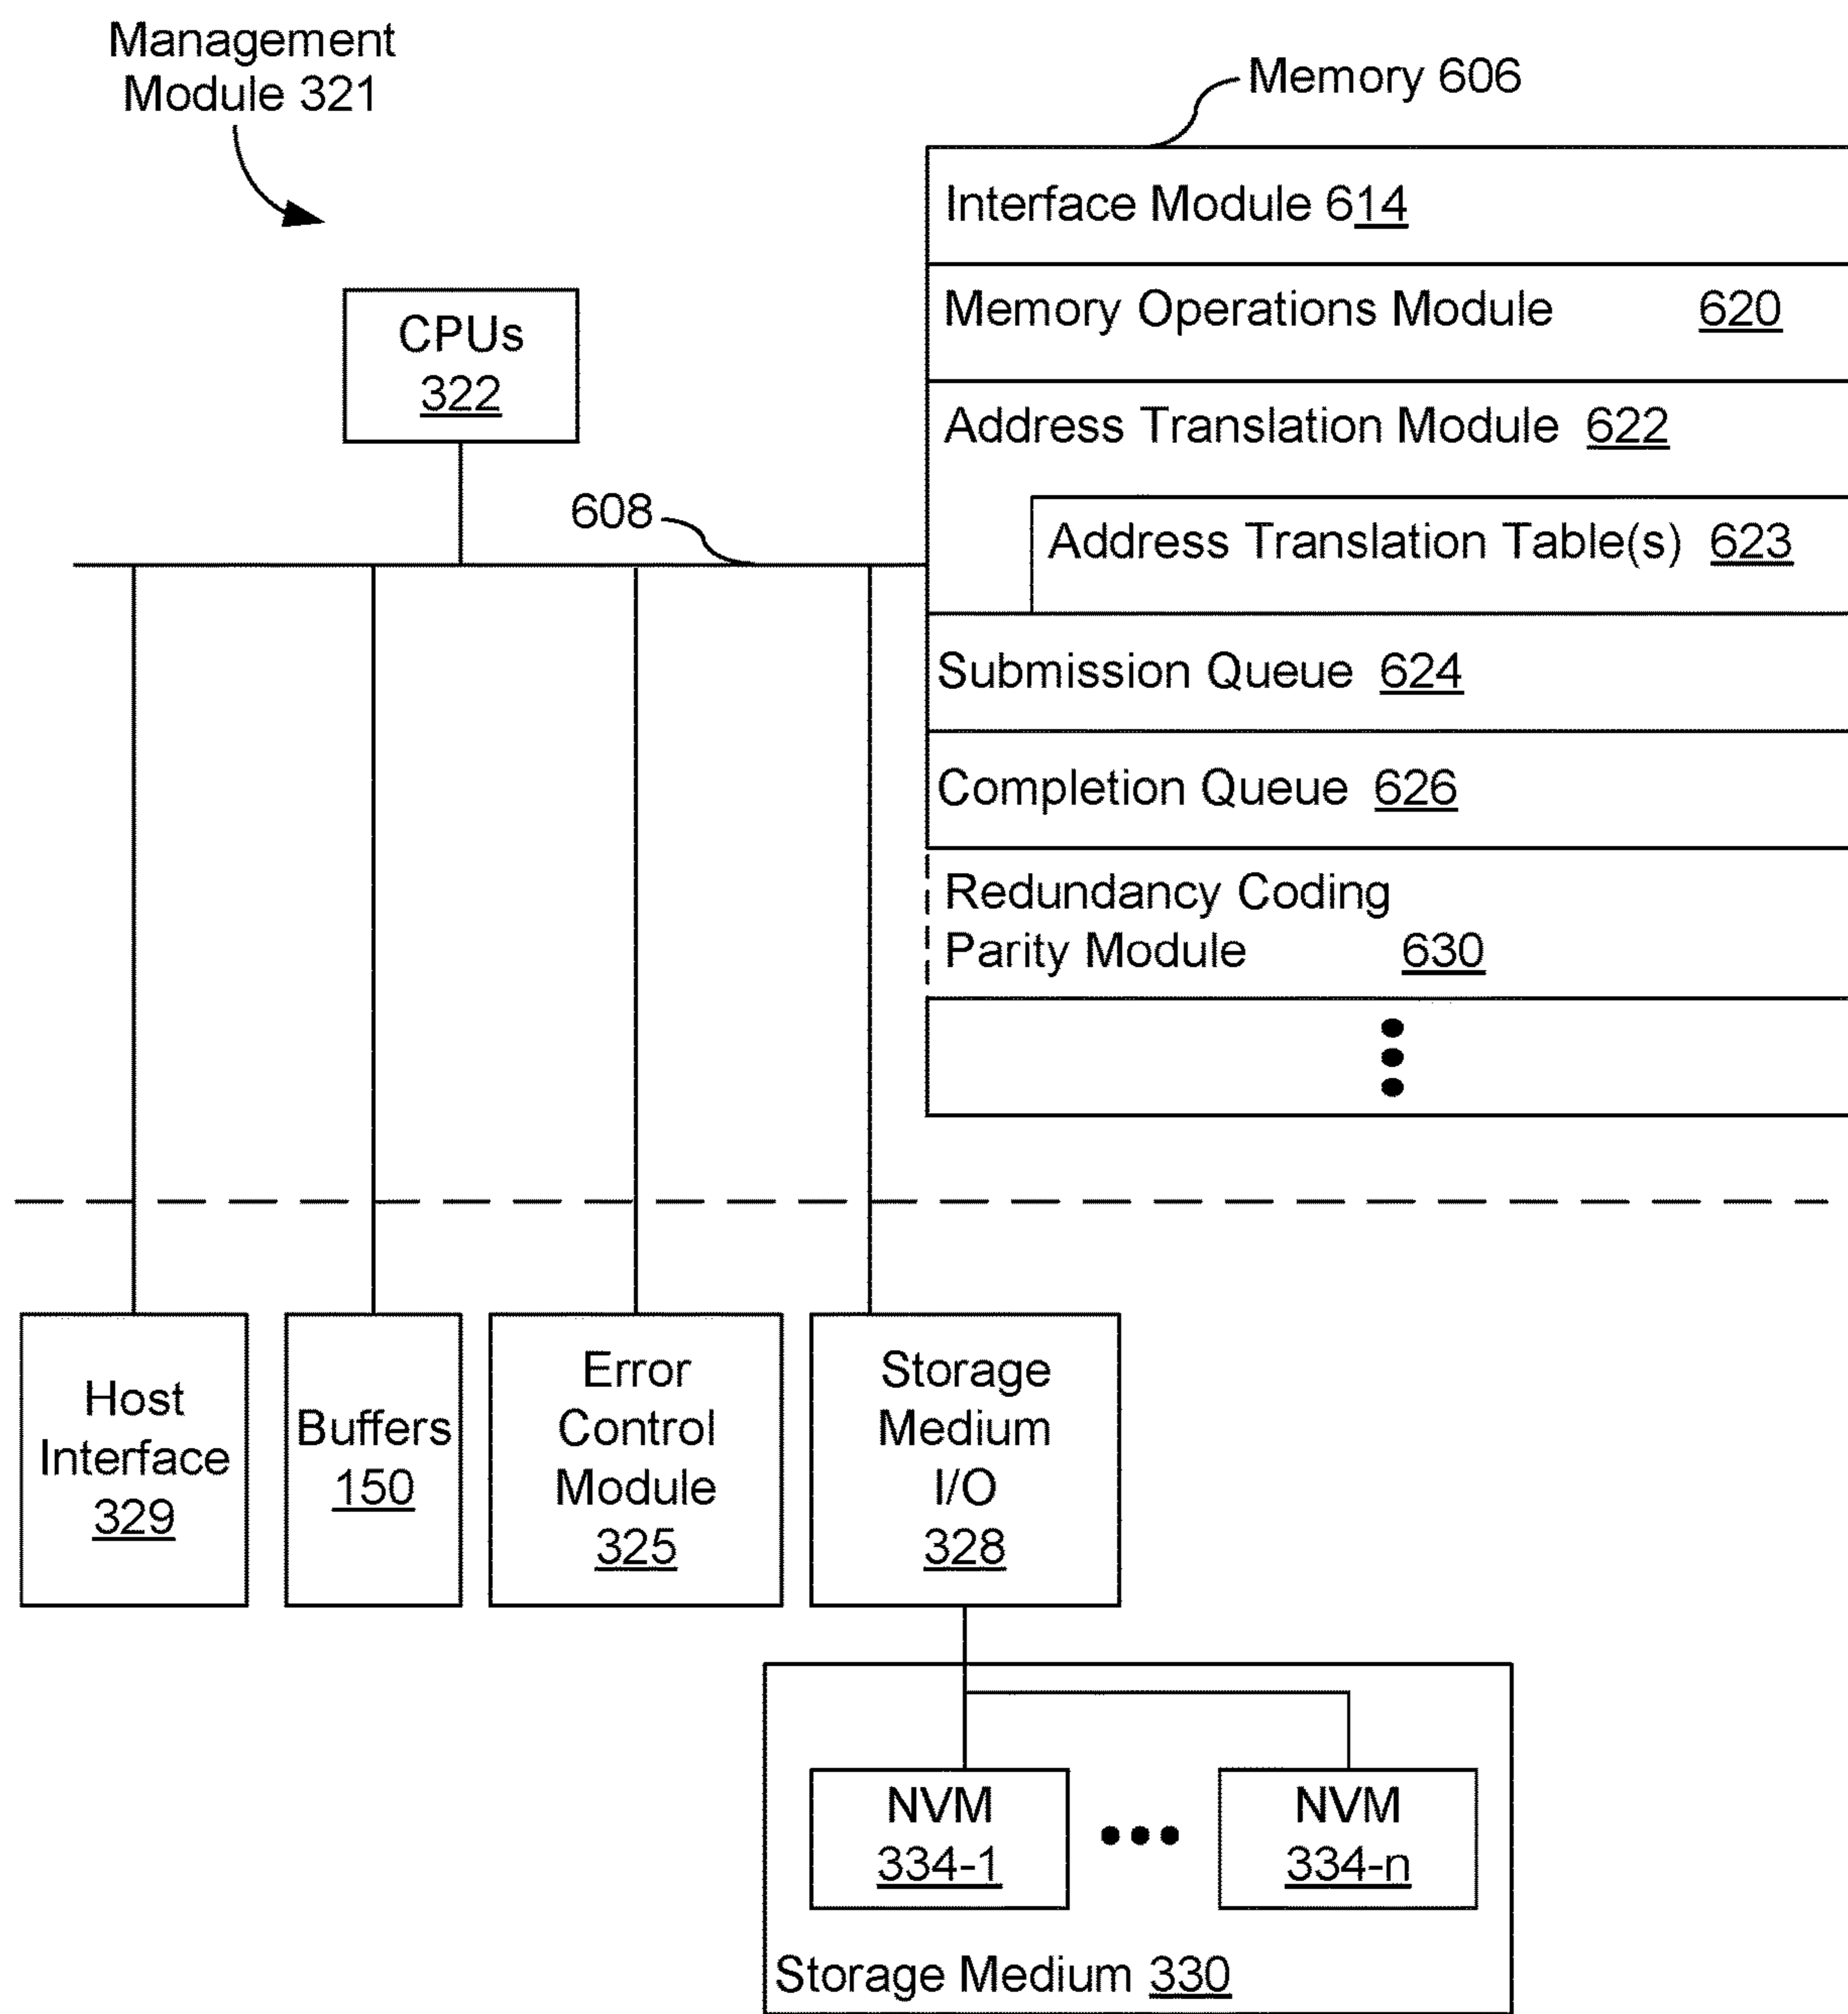 Management
Module 321
Memory 606
Interface Module 614
Memory Operations Module 620
CPUs
322
Address Translation Module 622
608
Address Translation Table(s) 623
Submission Queue 624
Completion Queue 626
Redundancy Coding
Parity Module 630
Host
Interface
329
Buffers
150
Error
Control
Module
325
Storage
Medium
I/O
328
NVM
334-1
NVM
334-n
Storage Medium 330